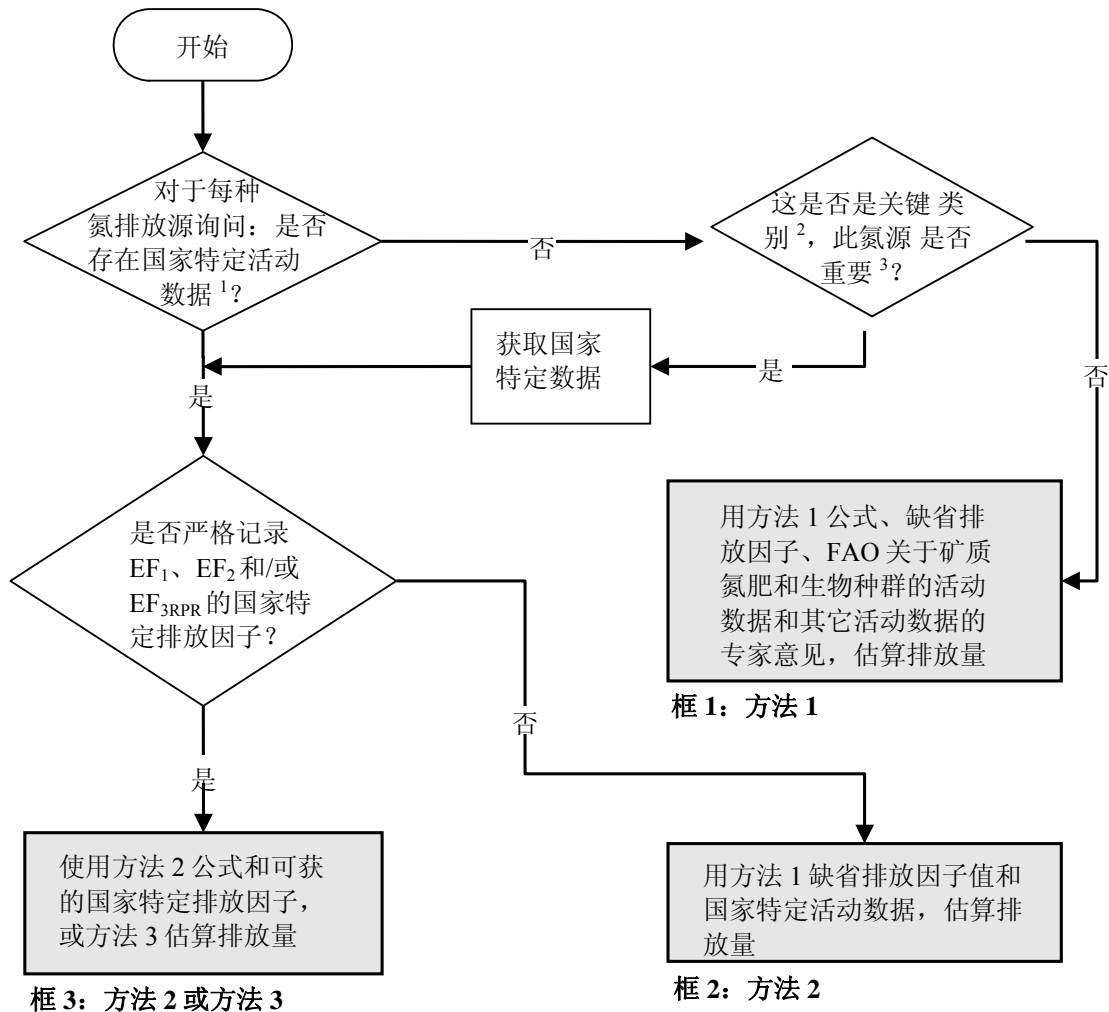 开始
对于每种
氮排放源询问：是否
存在国家特定活动
数据 1？
否
这是否是关键 类
别 2，此氮源 是否
重要 3？
获取国家
特定数据
是
否
是
是否严格记录
EF1、EF2 和/或
EF3RPR 的国家特
定排放因子？
用方法 1 公式、缺省排
放因子、FAO 关于矿质
氮肥和生物种群的活动
数据和其它活动数据的
专家意见，估算排放量
框 1：方法 1
否
是
使用方法 2 公式和可获
的国家特定排放因子，
或方法 3 估算排放量
框 3：方法 2 或方法 3
用方法 1 缺省排放因子值和
国家特定活动数据，估算排
放量
框 2：方法 2